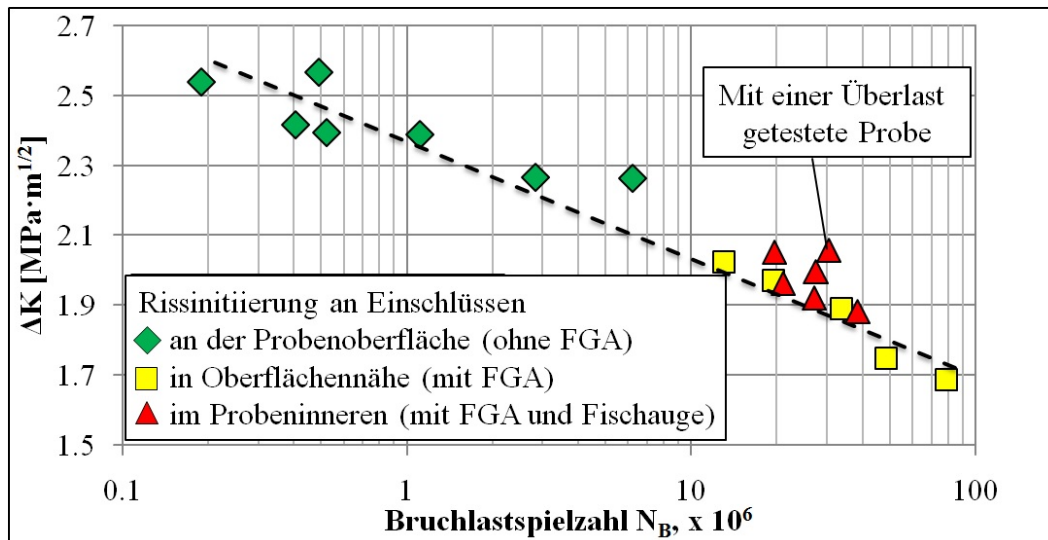 2.7
2.5
2.3
2.1
1.9
1.7
1.5
ΔK [MPa·m^1/2]
Mit einer Überlast
getestete Probe
Rissinitiierung an Einschlüssen
an der Probenoberfläche (ohne FGA)
in Oberflächennähe (mit FGA)
im Probeninneren (mit FGA und Fischauge)
0.1 1 10 100
Bruchlastspielzahl N_B, x 10^6